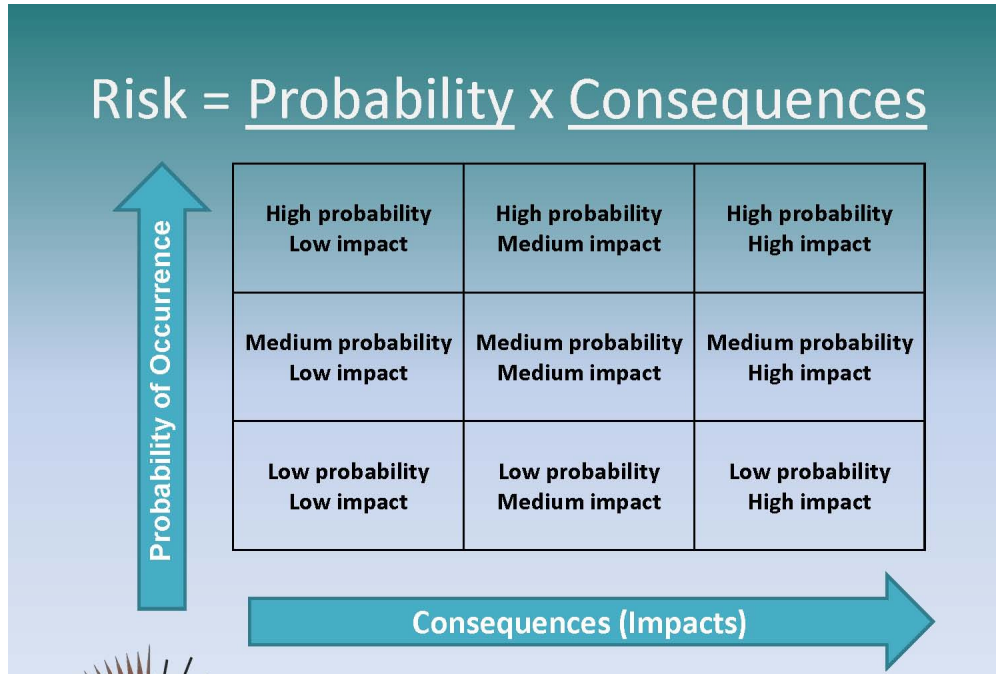 Risk = Probability x Consequences
Probability of Occurrence
High probability
Low impact
High probability
Medium impact
High probability
High impact
Medium probability
Low impact
Medium probability
Medium impact
Medium probability
High impact
Low probability
Low impact
Low probability
Medium impact
Low probability
High impact
Consequences (Impacts)